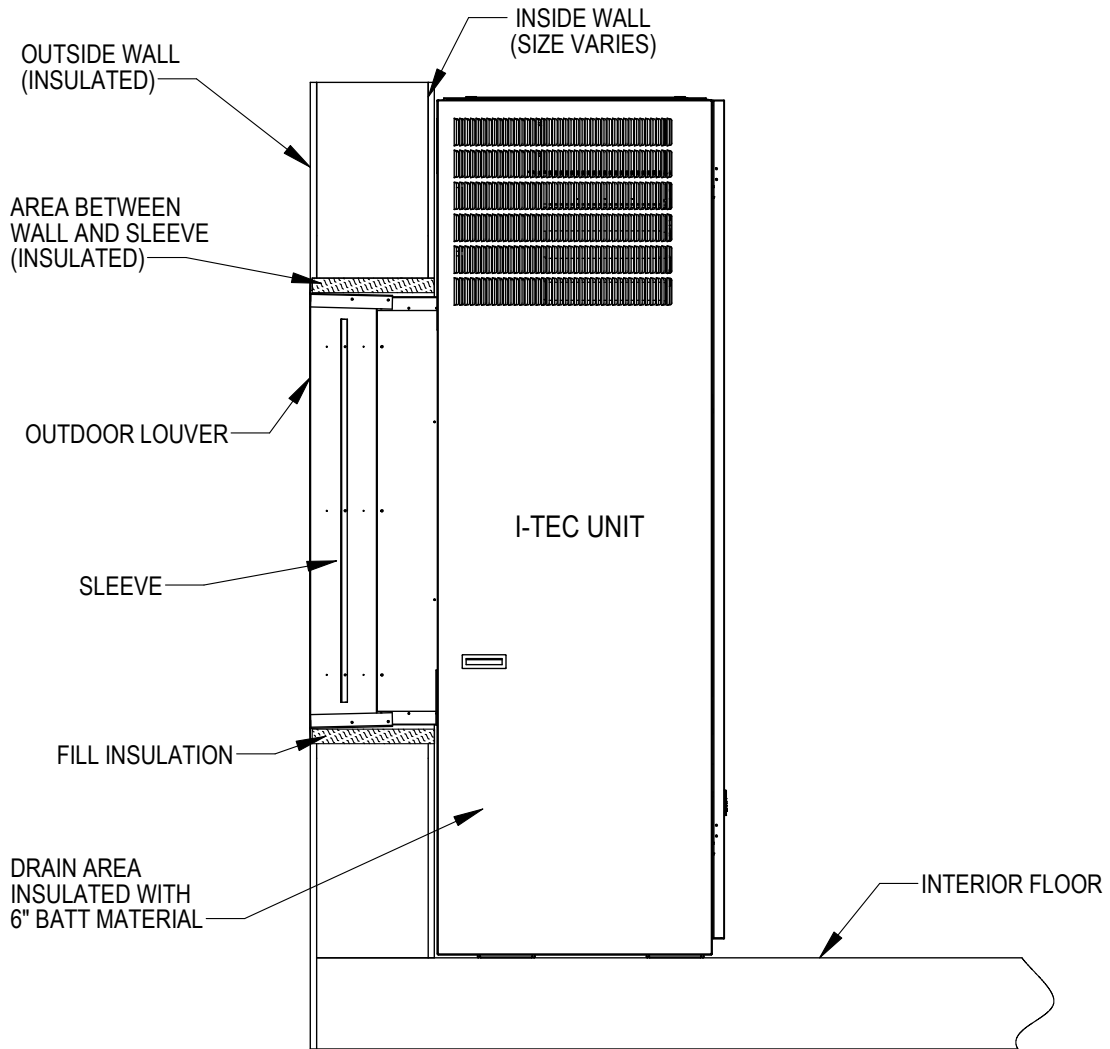 INSIDE WALL
(SIZE VARIES)
OUTSIDE WALL
(INSULATED)
AREA BETWEEN
WALL AND SLEEVE
(INSULATED)
OUTDOOR LOUVER
I-TEC UNIT
SLEEVE
FILL INSULATION
DRAIN AREA
INSULATED WITH
6" BATT MATERIAL
INTERIOR FLOOR